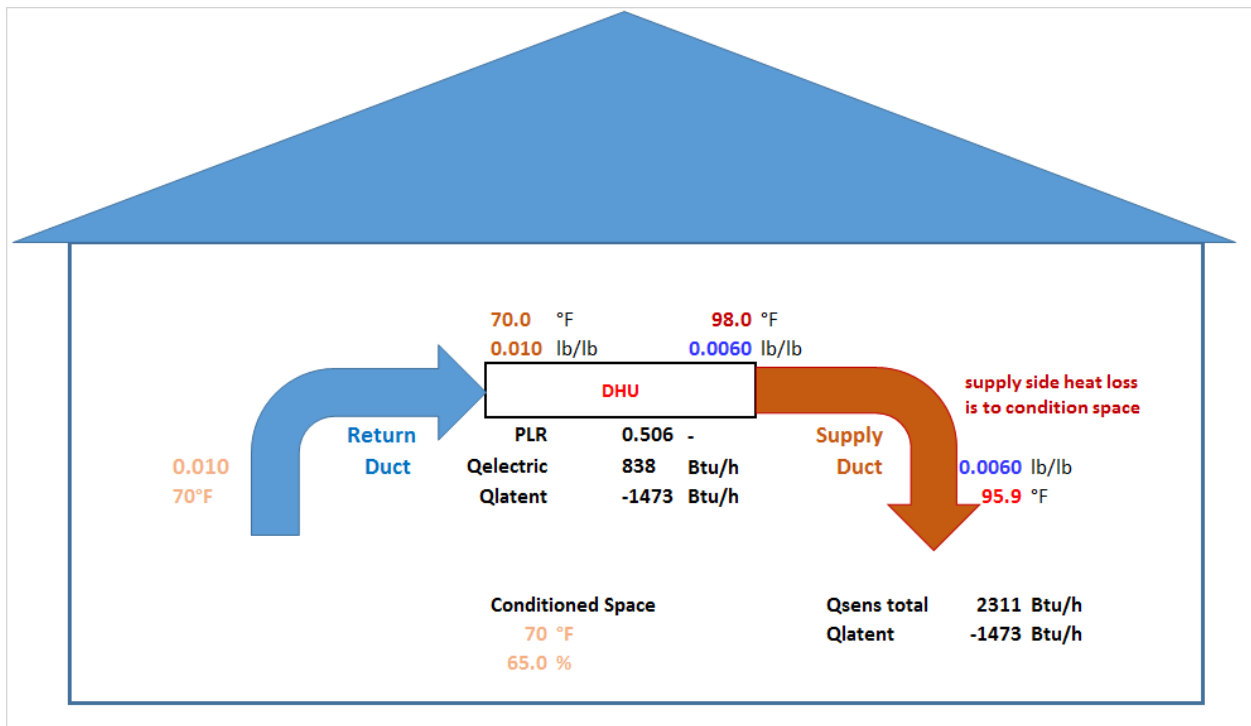 70.0 °F 98.0 °F
0.010 lb/lb 0.0060 lb/lb
DHU
supply side heat loss
is to condition space
Return
Duct
PLR 0.506 -
Qelectric 838 Btu/h
Qlatent -1473 Btu/h
Supply
Duct
0.010
70°F
0.0060 lb/lb
95.9 °F
Conditioned Space
70 °F
65.0 %
Qsens total 2311 Btu/h
Qlatent -1473 Btu/h